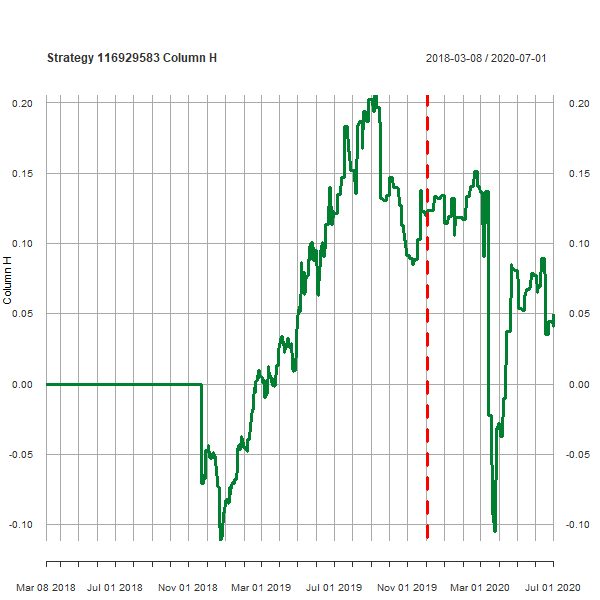 Strategy 116929583 Column H
2018-03-08 / 2020-07-01
0.20
0.20
0.15
0.15
0.10
0.10
0.05
0.05
0.00
0.00
-0.05
-0.05
-0.10
-0.10
Column H
Mar 08 2018
Jul 01 2018
Nov 01 2018
Mar 01 2019
Jul 01 2019
Nov 01 2019
Mar 01 2020
Jul 01 2020